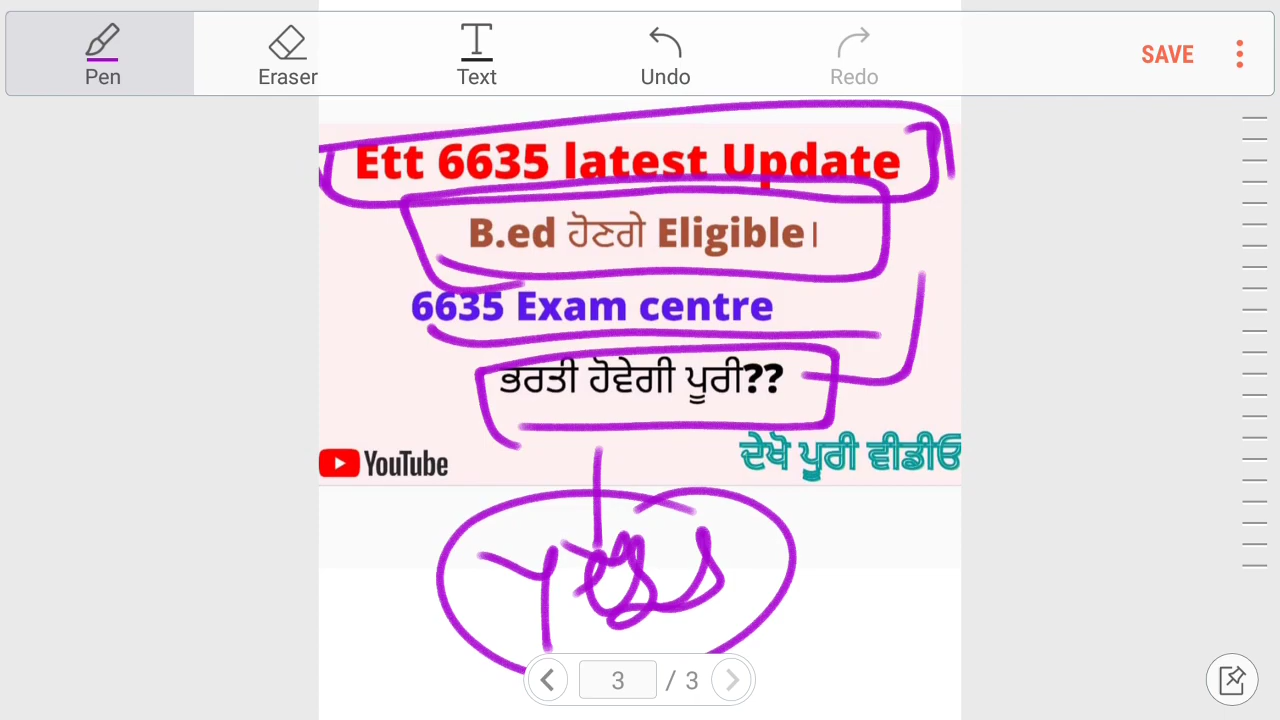 Pen Eraser Text Undo Redo SAVE
Ett 6635 latest Update
B.ed ਹੋਣਗੇ Eligible।
6635 Exam centre
ਭਰਤੀ ਹੋਵੇਗੀ ਪੂਰੀ??
YouTube ਦੇਖੋ ਪੂਰੀ ਵੀਡੀਓ
yes
3 / 3